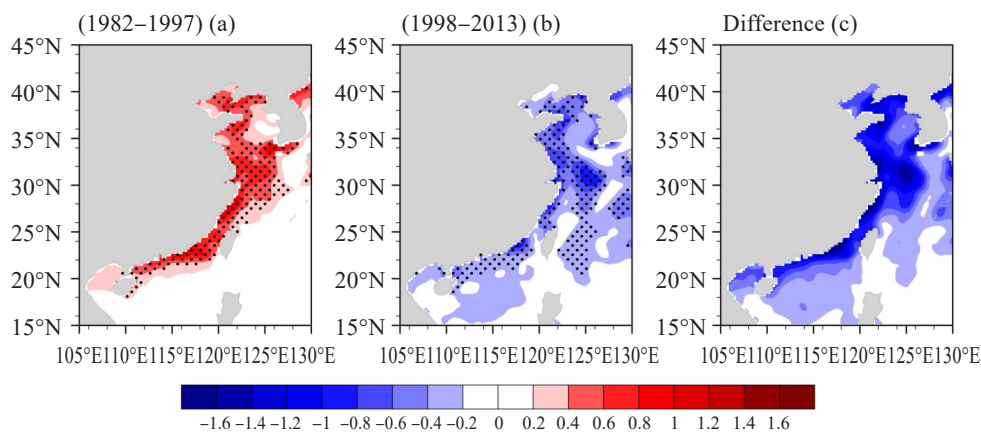 (1982–1997) (a) (1998–2013) (b) Difference (c)
45°N 45°N 45°N
40°N 40°N 40°N
35°N 35°N 35°N
30°N 30°N 30°N
25°N 25°N 25°N
20°N 20°N 20°N
15°N 15°N 15°N
105°E110°E115°E120°E125°E130°E 105°E110°E115°E120°E125°E130°E 105°E110°E115°E120°E125°E130°E
−1.6 −1.4 −1.2 −1 −0.8 −0.6 −0.4 −0.2 0 0.2 0.4 0.6 0.8 1 1.2 1.4 1.6